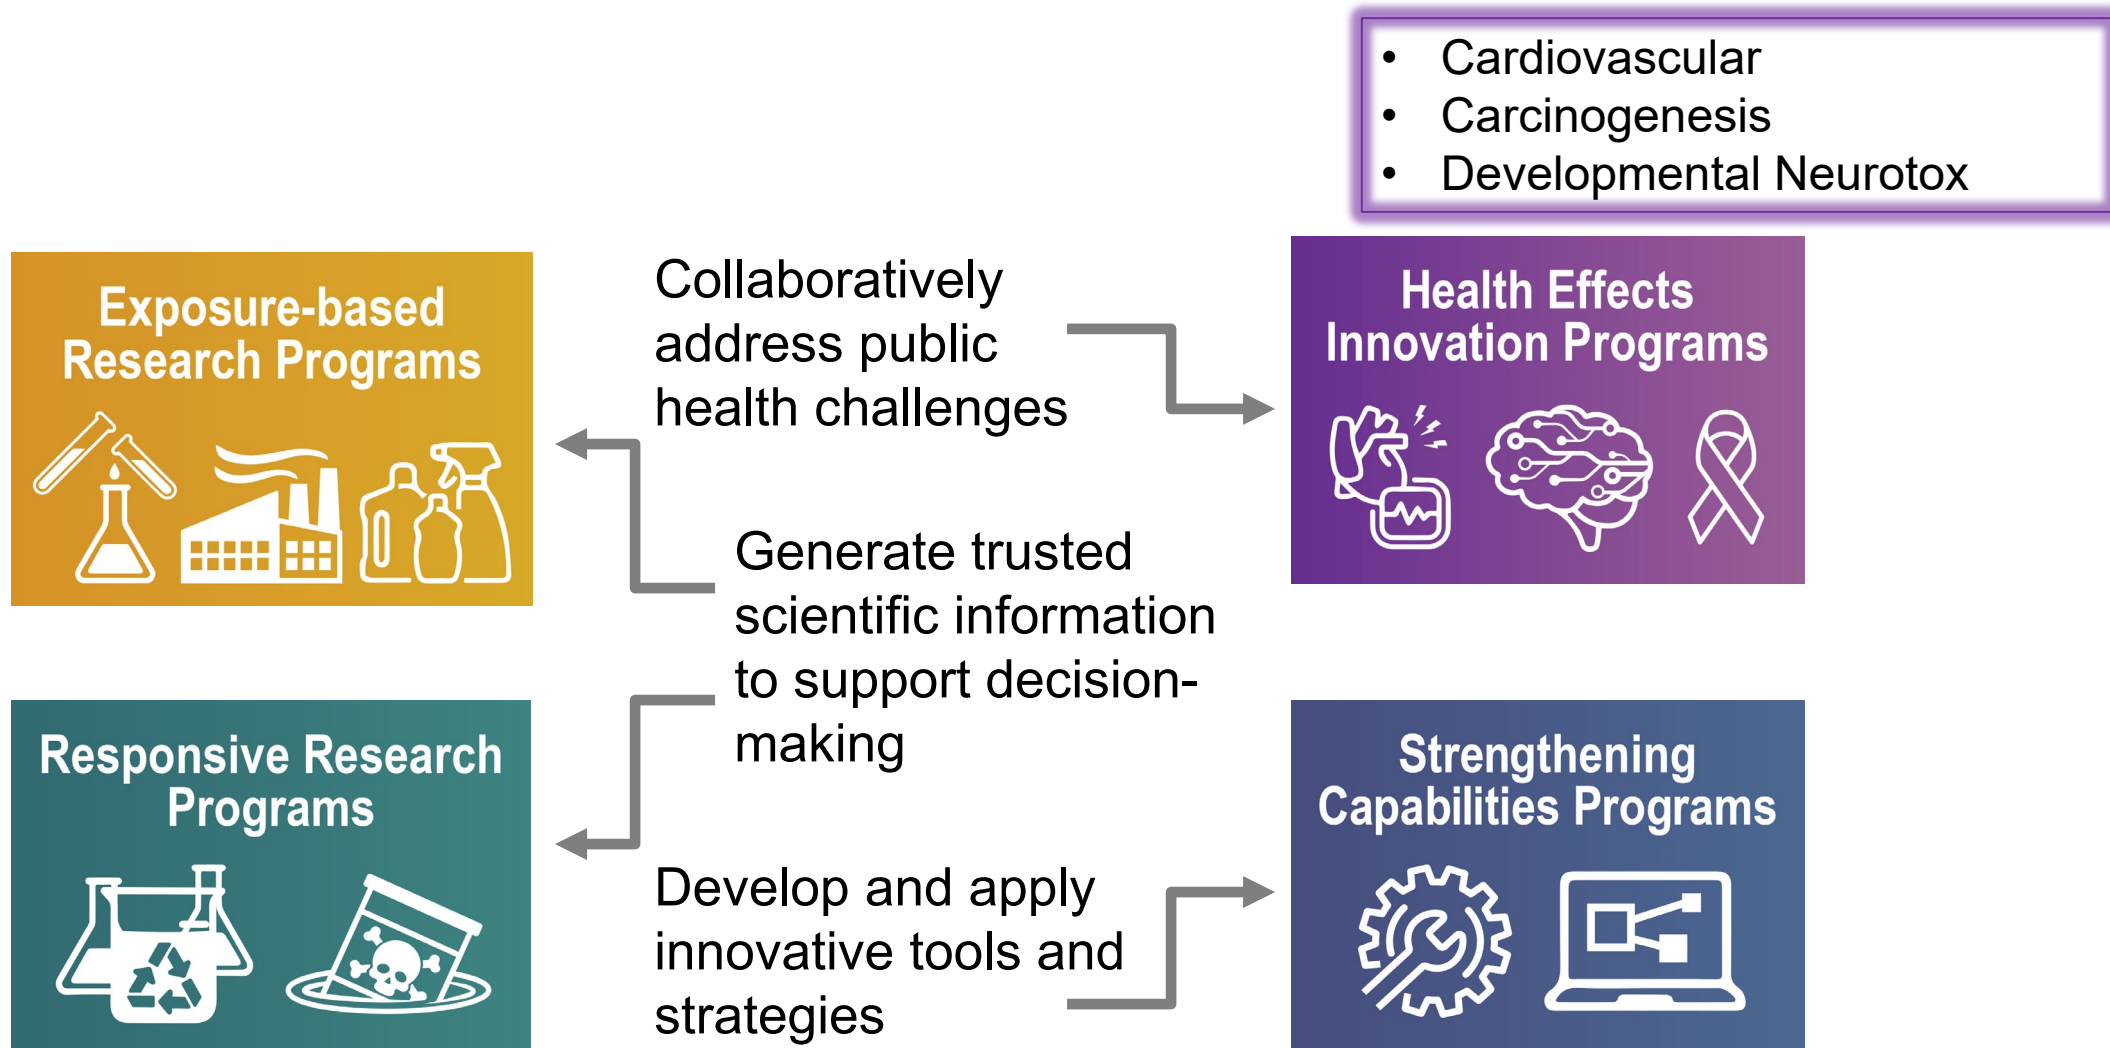 • Cardiovascular
• Carcinogenesis
• Developmental Neurotox
Exposure-based
Research Programs
Collaboratively
address public
health challenges
Health Effects
Innovation Programs
Generate trusted
scientific information
to support decision-
making
Responsive Research
Programs
Develop and apply
innovative tools and
strategies
Strengthening
Capabilities Programs